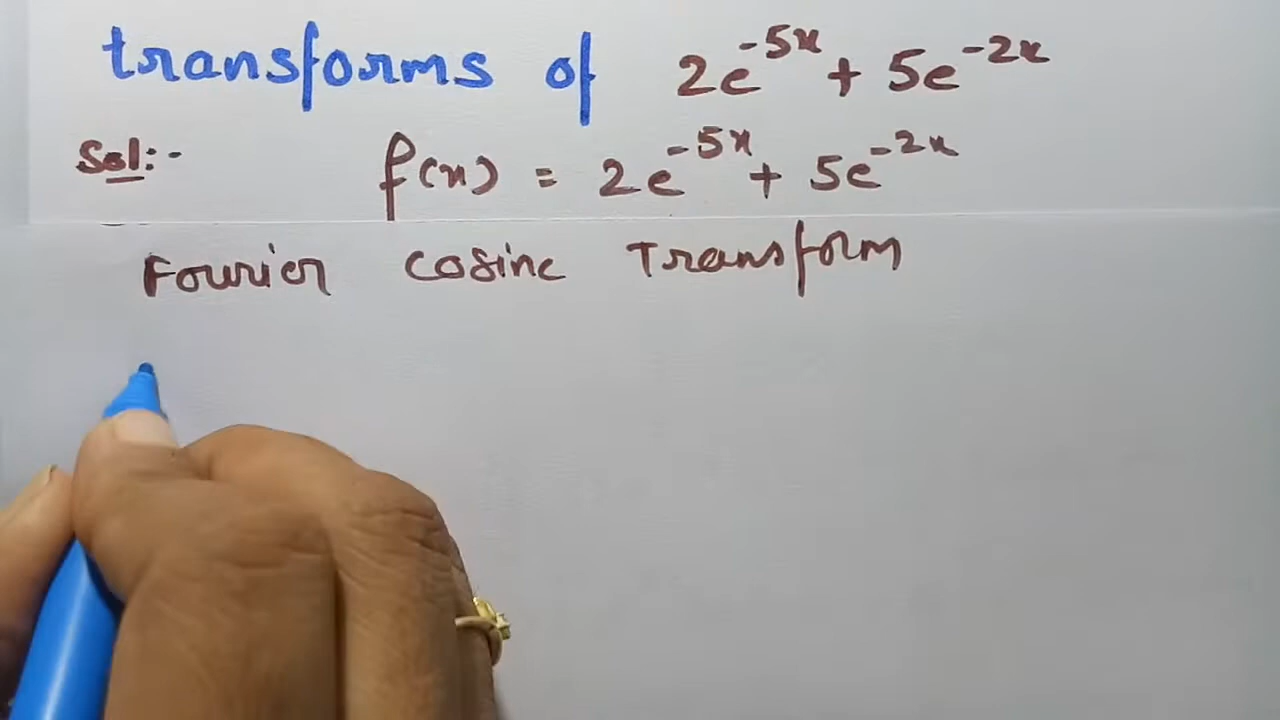 transforms of 2e^{-5x} + 5e^{-2x}
Sol:- f(x) = 2e^{-5x} + 5e^{-2x}
Fourier cosine Transform